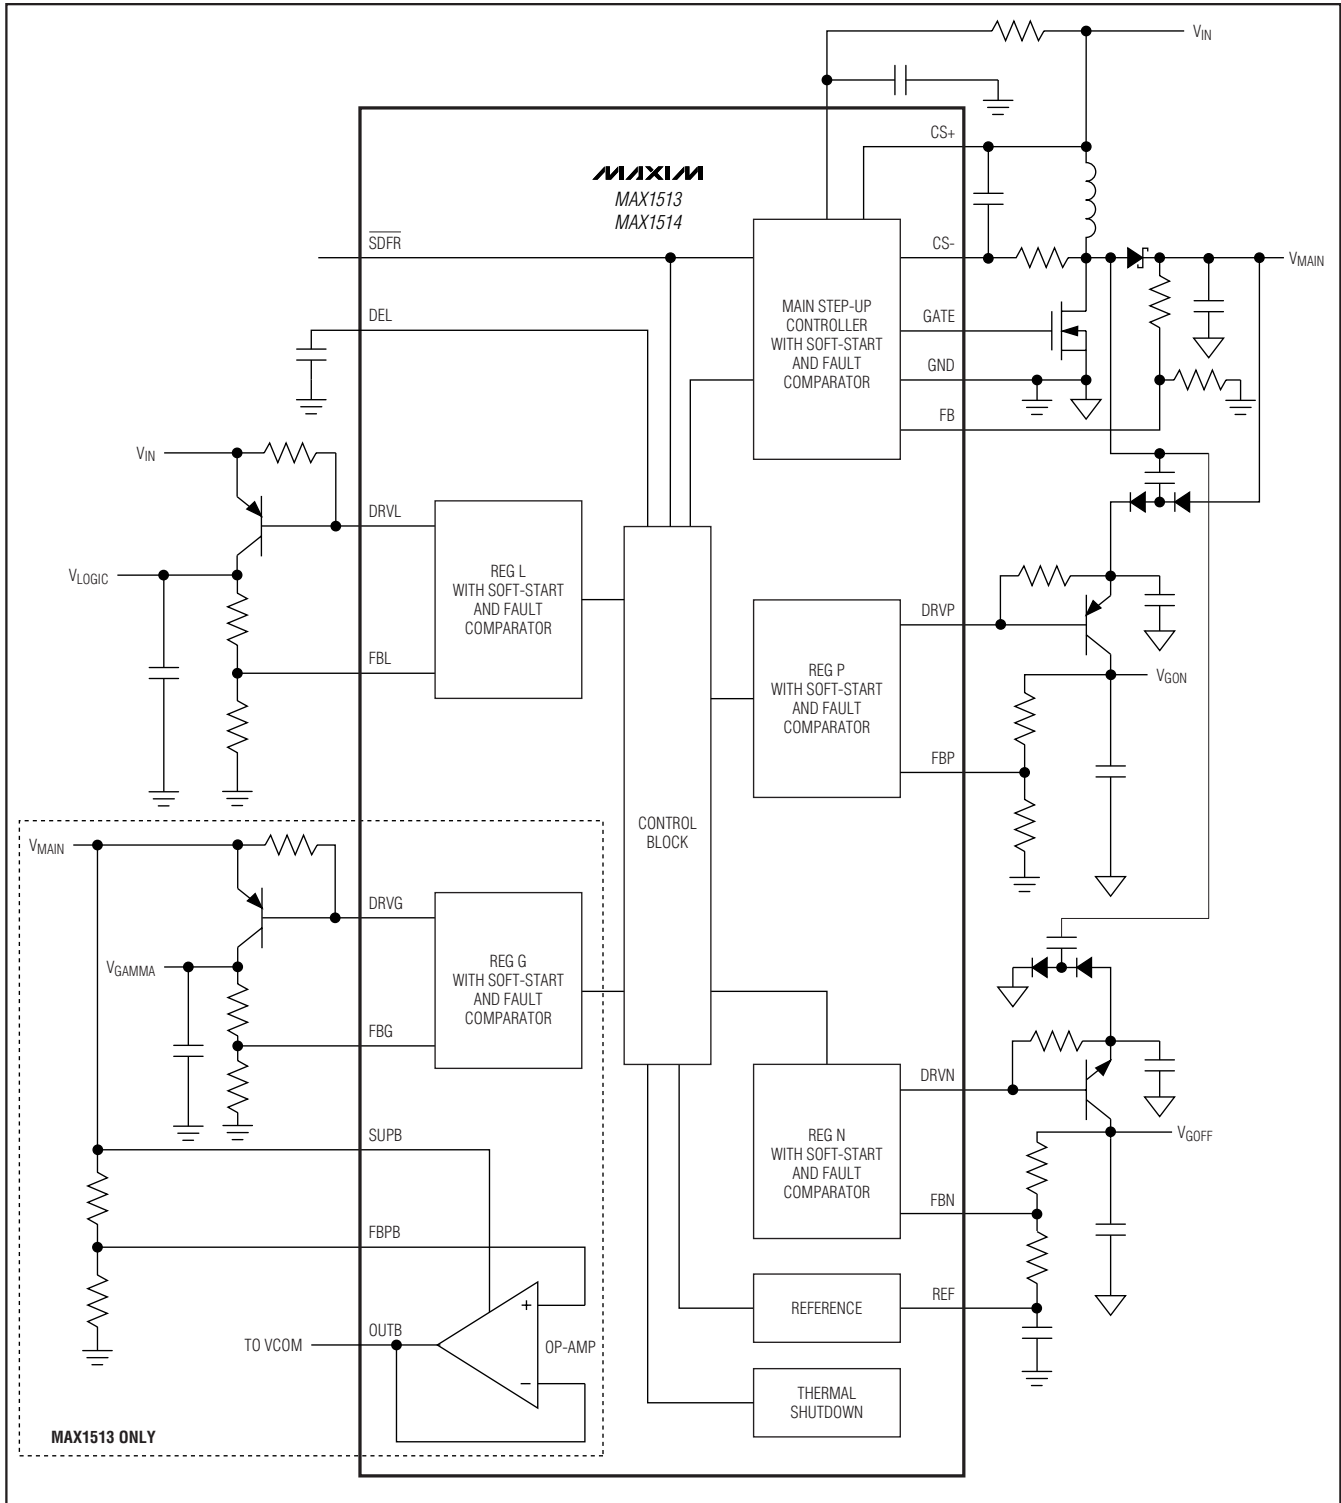 VIN
CS+
MAXIM
MAX1513
MAX1514
SDFR
CS-
VMAIN
MAIN STEP-UP
CONTROLLER
WITH SOFT-START
AND FAULT
COMPARATOR
DEL
GATE
GND
FB
VIN
DRVL
REG L
WITH SOFT-START
AND FAULT
COMPARATOR
VLOGIC
FBL
DRVP
REG P
WITH SOFT-START
AND FAULT
COMPARATOR
VGON
FBP
CONTROL
BLOCK
VMAIN
DRVG
REG G
WITH SOFT-START
AND FAULT
COMPARATOR
VGAMMA
FBG
DRVN
REG N
WITH SOFT-START
AND FAULT
COMPARATOR
VGOFF
FBN
SUPB
FBPB
REFERENCE
REF
+
OUTB
TO VCOM
OP-AMP
−
THERMAL
SHUTDOWN
MAX1513 ONLY